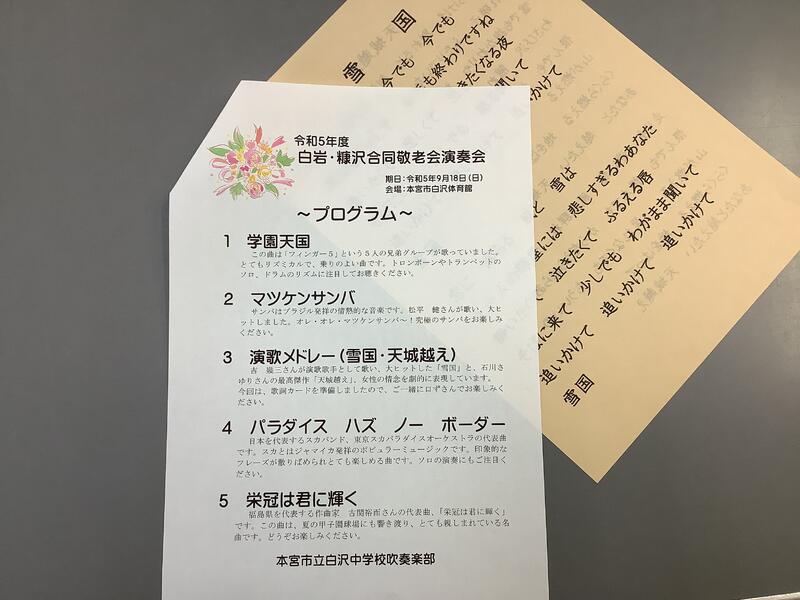 令和5年度
白岩・糠沢合同敬老会演奏会
期日：令和5年9月18日（日）
会場：本宮市白沢体育館
～プログラム～
1 学園天国
この曲は「フィンガー5」という5人の兄弟グループが歌っていました。
とてもリズミカルで、乗りのよい曲です。トロンボーンやトランペットの
ソロ、ドラムのリズムに注目してお聴きください。
2 マツケンサンバ
サンバはブラジル発祥の情熱的な音楽です。松平 健さんが歌い、大ヒ
ットしました。オレ・オレ・マツケンサンバ～！究極のサンバをお楽しみ
ください。
3 演歌メドレー（雪国・天城越え）
吉 幾三さんが演歌歌手として歌い、大ヒットした「雪国」と、石川さ
ゆりさんの最高傑作「天城越え」。女性の情念を劇的に表現しています。
今回は、歌詞カードを準備しましたので、ご一緒に口ずさんでお楽しみく
ださい。
4 パラダイス ハズ ノー ボーダー
日本を代表するスカバンド、東京スカパラダイスオーケストラの代表曲
です。スカとはジャマイカ発祥のポピュラーミュージックです。印象的な
フレーズが散りばめられとても楽しめる曲です。ソロの演奏にもご注目く
ださい。
5 栄冠は君に輝く
福島県を代表する作曲家 古関裕而さんの代表曲、「栄冠は君に輝く」
です。この曲は、夏の甲子園球場にも響き渡り、とても親しまれている名
曲です。どうぞお楽しみください。
本宮市立白沢中学校吹奏楽部
雪 国
今でも 今でも
も終わりですね
きたくなる夜
聞いて
かけて
雪は
には 悲しすぎるわあなた
泣きたくて ふるえる唇
少しでも わがまま聞いて
に来て 追いかけて 追いかけて
追いかけて
雪国